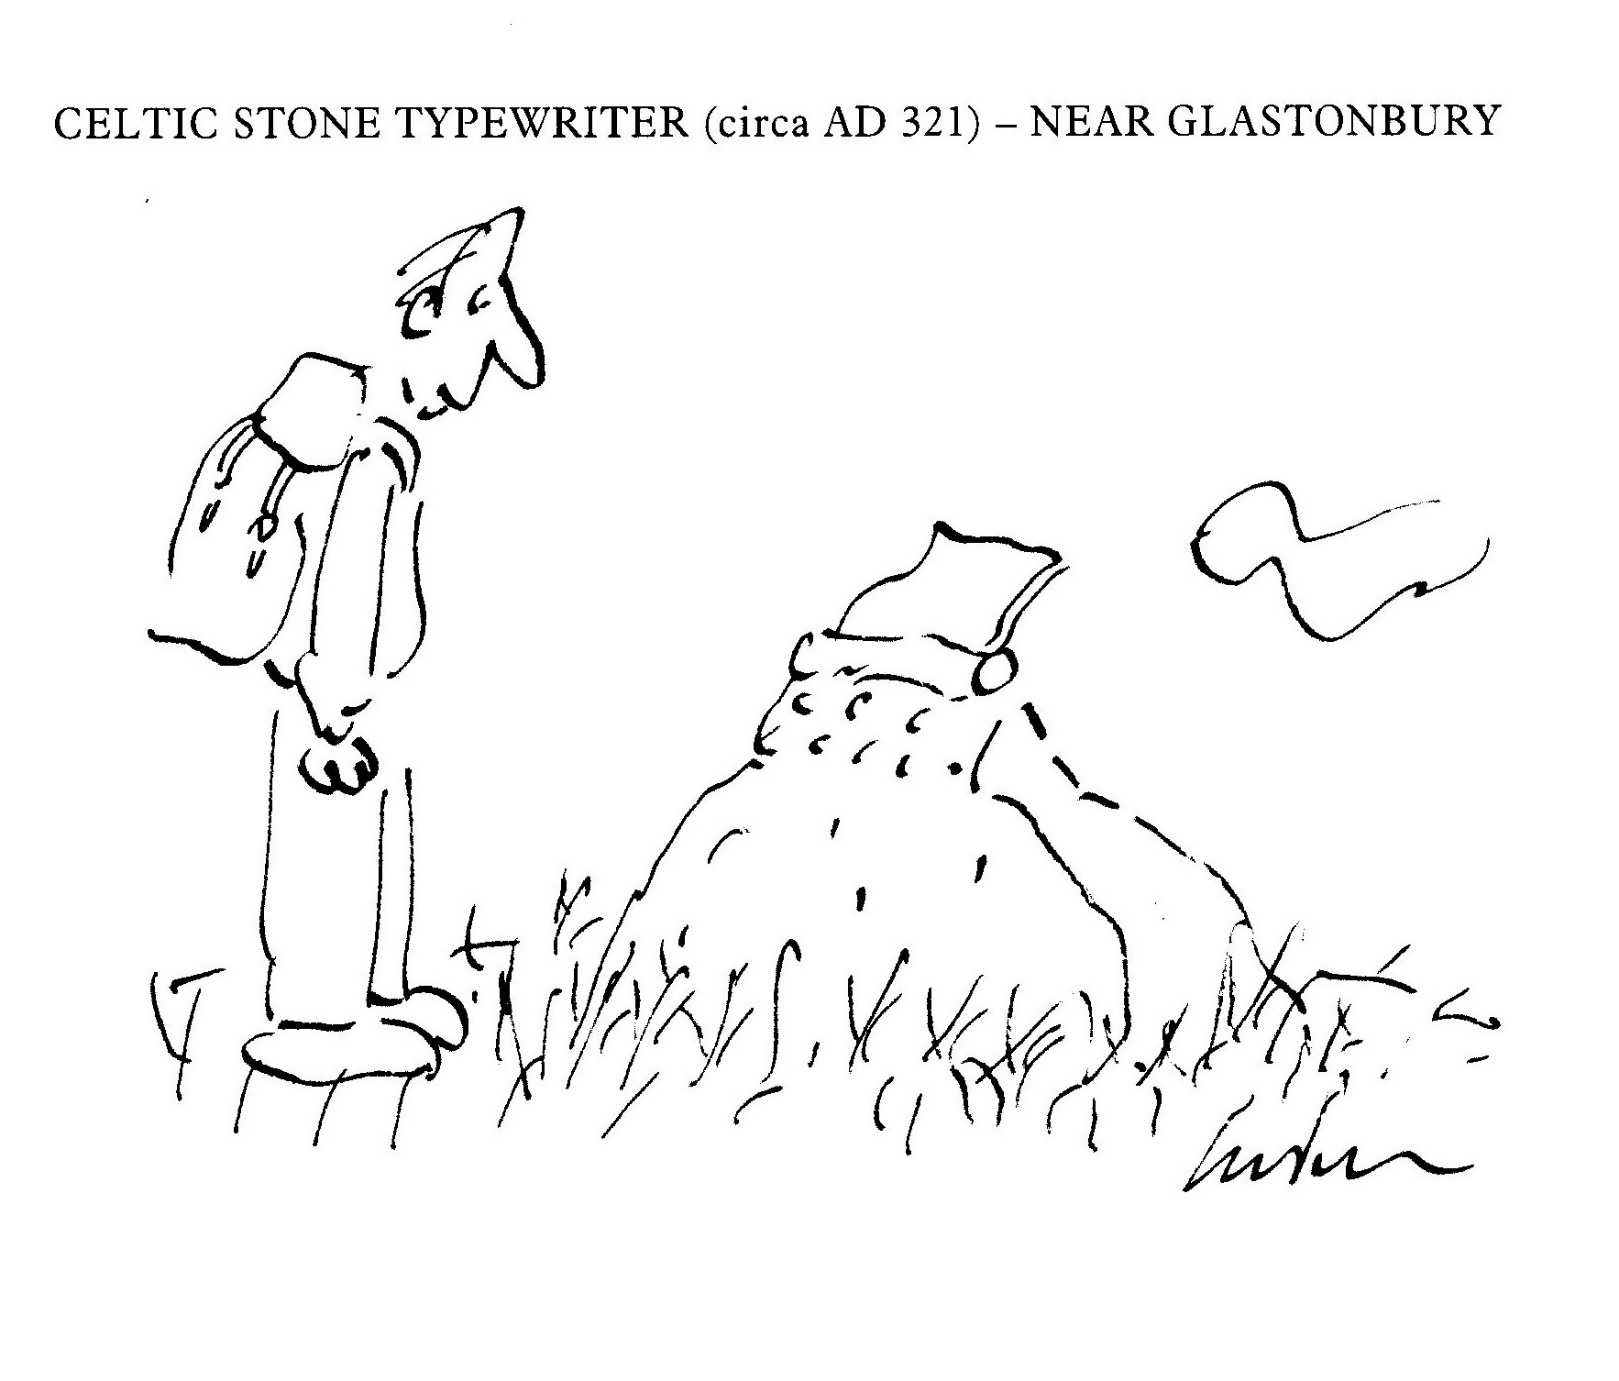 CELTIC STONE TYPEWRITER (circa AD 321) – NEAR GLASTONBURY